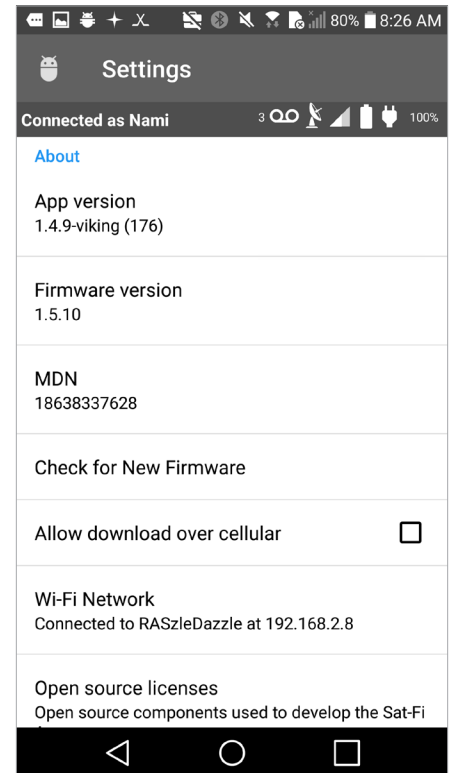 80% 8:26 AM
Settings
Connected as Nami 3 100%
About
App version
1.4.9-viking (176)
Firmware version
1.5.10
MDN
18638337628
Check for New Firmware
Allow download over cellular
Wi-Fi Network
Connected to RASzleDazzle at 192.168.2.8
Open source licenses
Open source components used to develop the Sat-Fi